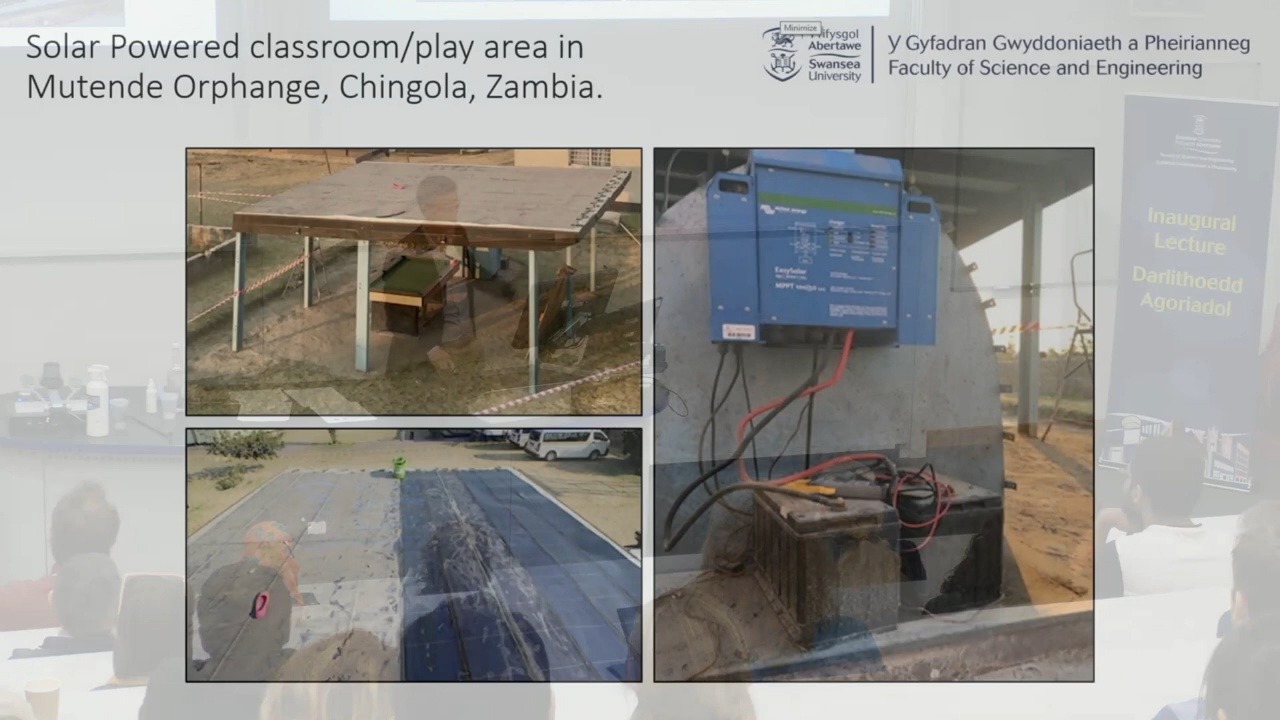 Solar Powered classroom/play area in
Mutende Orphange, Chingola, Zambia.
Minimize
Abertawe
Swansea
University
Y Gyfadran Gwyddoniaeth a Pheirianneg
Faculty of Science and Engineering
Inaugural
Lecture
Darlithoedd
Agoriadol
EasySolar
MPPT